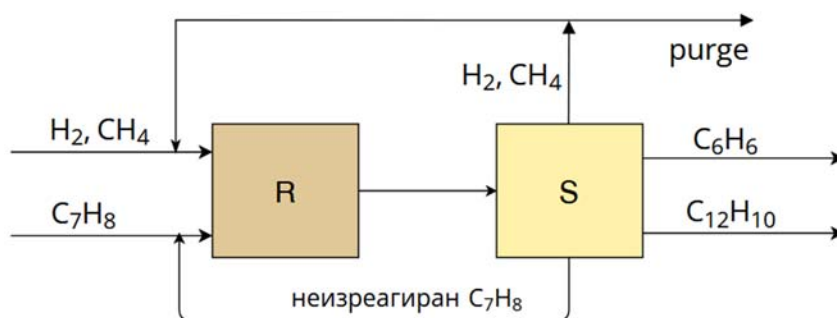 H₂, CH₄
purge
H₂, CH₄
C₆H₆
R
S
C₇H₈
C₁₂H₁₀
неизреагиран C₇H₈